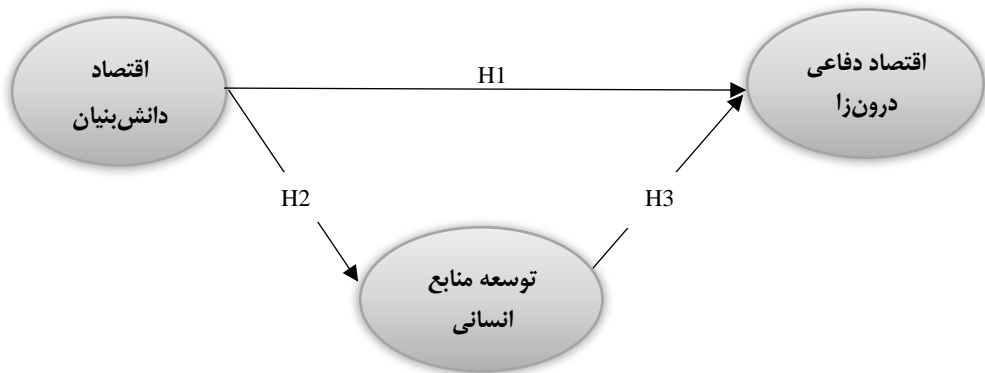 اقتصاد
دانش‌بنیان
H1
اقتصاد دفاعی
درون‌زا
H2
H3
توسعه منابع
انسانی